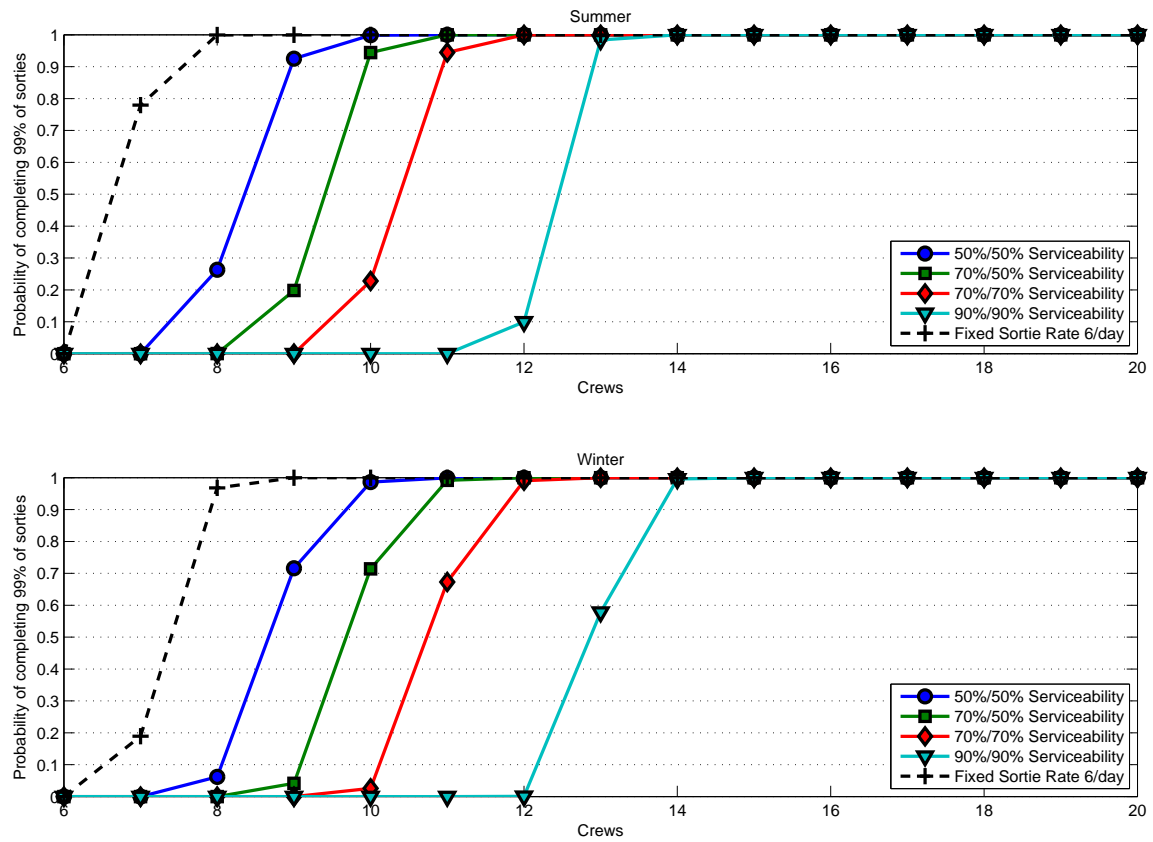 Summer
Probability of completing 99% of sorties
1
0.9
0.8
0.7
0.6
0.5
0.4
0.3
0.2
0.1
0
6 8 10 12 14 16 18 20
Crews
50%/50% Serviceability
70%/50% Serviceability
70%/70% Serviceability
90%/90% Serviceability
Fixed Sortie Rate 6/day
Winter
Probability of completing 99% of sorties
1
0.9
0.8
0.7
0.6
0.5
0.4
0.3
0.2
0.1
0
6 8 10 12 14 16 18 20
Crews
50%/50% Serviceability
70%/50% Serviceability
70%/70% Serviceability
90%/90% Serviceability
Fixed Sortie Rate 6/day